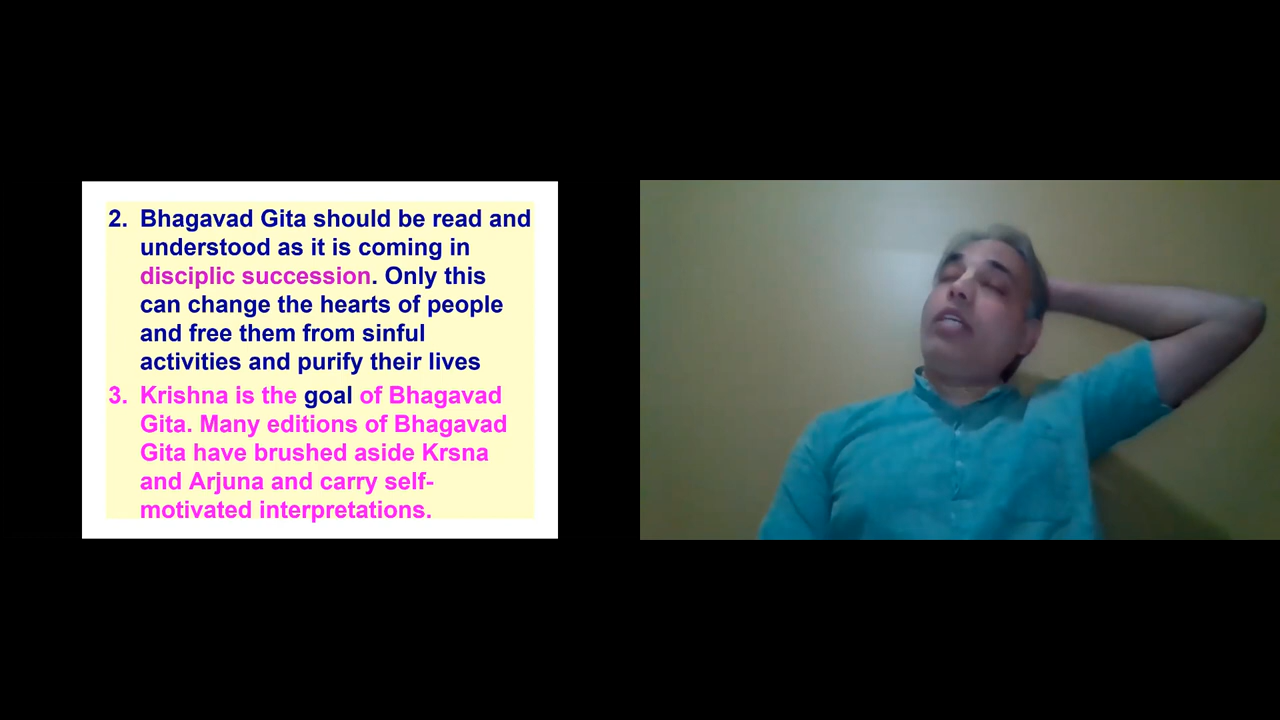 2. Bhagavad Gita should be read and
understood as it is coming in
disciplic succession. Only this
can change the hearts of people
and free them from sinful
activities and purify their lives
3. Krishna is the goal of Bhagavad
Gita. Many editions of Bhagavad
Gita have brushed aside Krsna
and Arjuna and carry self-
motivated interpretations.